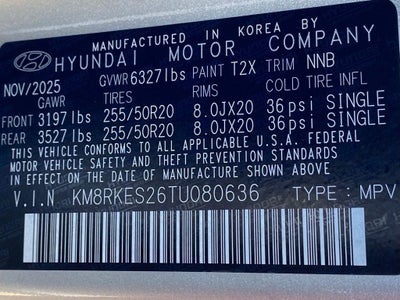 MANUFACTURED IN KOREA BY
HYUNDAI MOTOR COMPANY
NOV/2025 GVWR 6327lbs PAINT T2X TRIM NNB
GAWR TIRES RIMS COLD TIRE INFL
FRONT 3197lbs 255/50R20 8.0JX20 36psi SINGLE
REAR 3527lbs 255/50R20 8.0JX20 36psi SINGLE
THIS VEHICLE CONFORMS TO ALL APPLICABLE U.S.A. FEDERAL
MOTOR VEHICLE SAFETY AND THEFT PREVENTION STANDARDS
IN EFFECT ON THE DATE OF MANUFACTURE SHOWN ABOVE
V.I.N KM8RKES26TU080636 TYPE : MPV